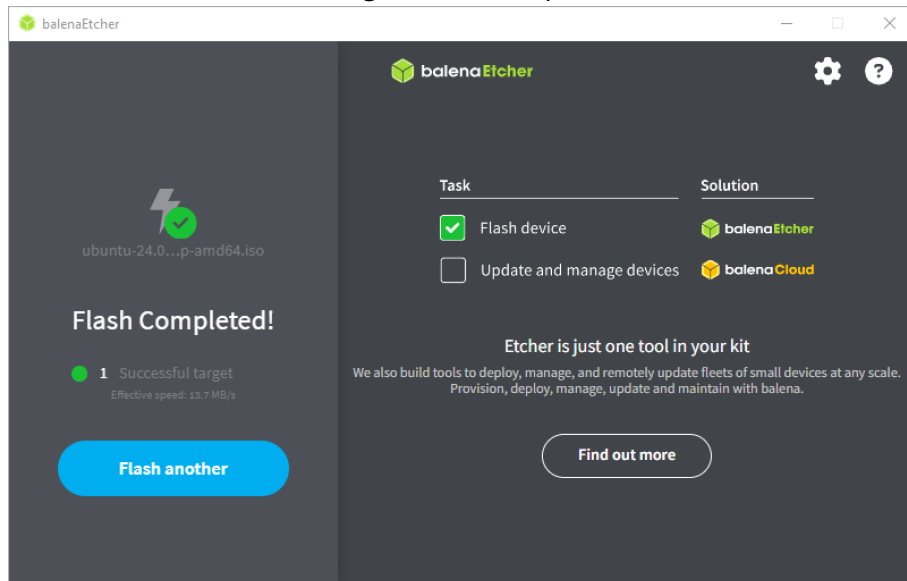 balenaEtcher
balenaEtcher
Task Solution
Flash device balenaEtcher
Update and manage devices balenaCloud
ubuntu-24.0...p-amd64.iso
Flash Completed!
1 Successful target
Effective speed: 13.7 MB/s
Flash another
Etcher is just one tool in your kit
We also build tools to deploy, manage, and remotely update fleets of small devices at any scale.
Provision, deploy, manage, update and maintain with balena.
Find out more